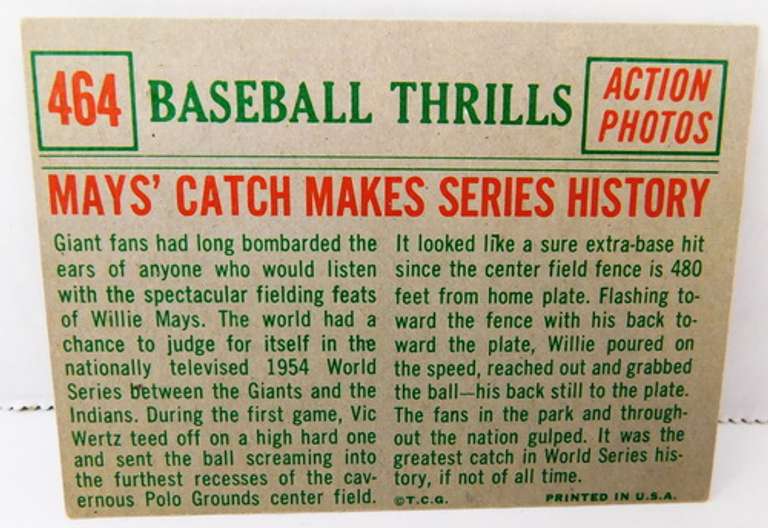 464
BASEBALL THRILLS
ACTION
PHOTOS
MAYS' CATCH MAKES SERIES HISTORY
Giant fans had long bombarded the
ears of anyone who would listen
with the spectacular fielding feats
of Willie Mays. The world had a
chance to judge for itself in the
nationally televised 1954 World
Series between the Giants and the
Indians. During the first game, Vic
Wertz teed off on a high hard one
and sent the ball screaming into
the furthest recesses of the cav-
ernous Polo Grounds center field.
It looked like a sure extra-base hit
since the center field fence is 480
feet from home plate. Flashing to-
ward the fence with his back to-
ward the plate, Willie poured on
the speed, reached out and grabbed
the ball—his back still to the plate.
The fans in the park and through-
out the nation gulped. It was the
greatest catch in World Series his-
tory, if not of all time.
©T.C.G.
PRINTED IN U.S.A.